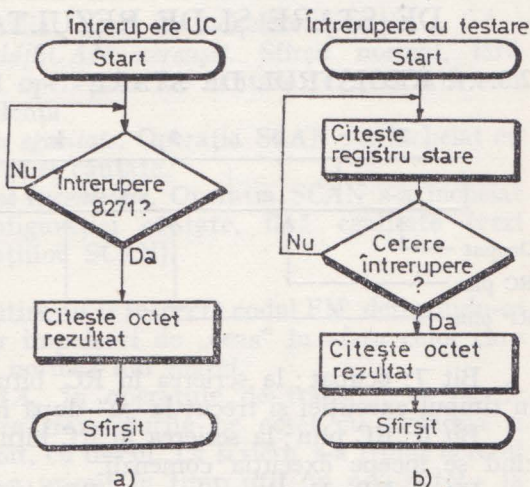 Întrerupere UC
Start
Nu
Întrerupere
8271?
Da
Citeşte octet
rezultat
Sfîrşit
a)
Întrerupere cu testare
Start
Citeşte
registru stare
Nu
Cerere
întrerupere
?
Da
Citeşte octet
rezultat
Sfîrşit
b)